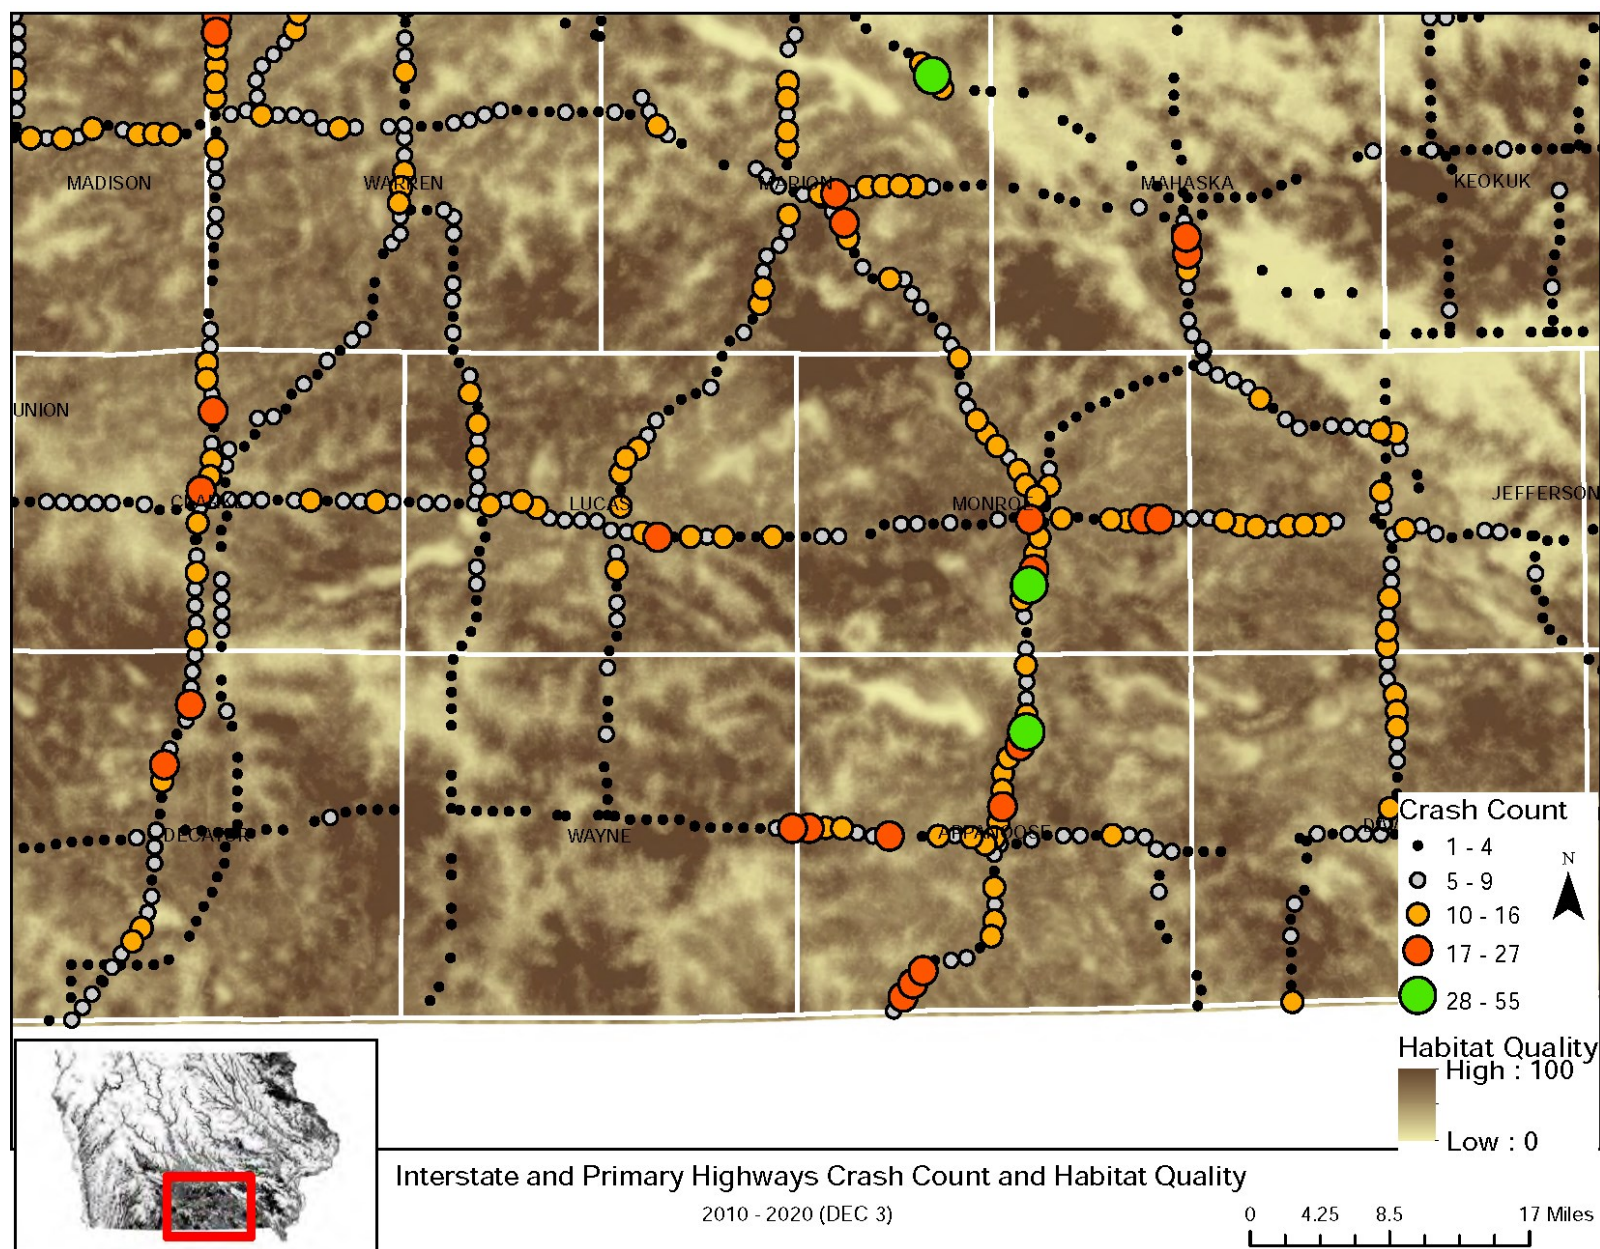 MADISON
WARREN
MARION
MAHASKA
KEOKUK
UNION
CLARKE
LUCAS
MONROE
JEFFERSON
DECATUR
WAYNE
APPANOOSE
Crash Count
1 - 4
5 - 9
10 - 16
17 - 27
28 - 55
N
Habitat Quality
High : 100
Low : 0
Interstate and Primary Highways Crash Count and Habitat Quality
2010 - 2020 (DEC 3)
0 4.25 8.5 17 Miles